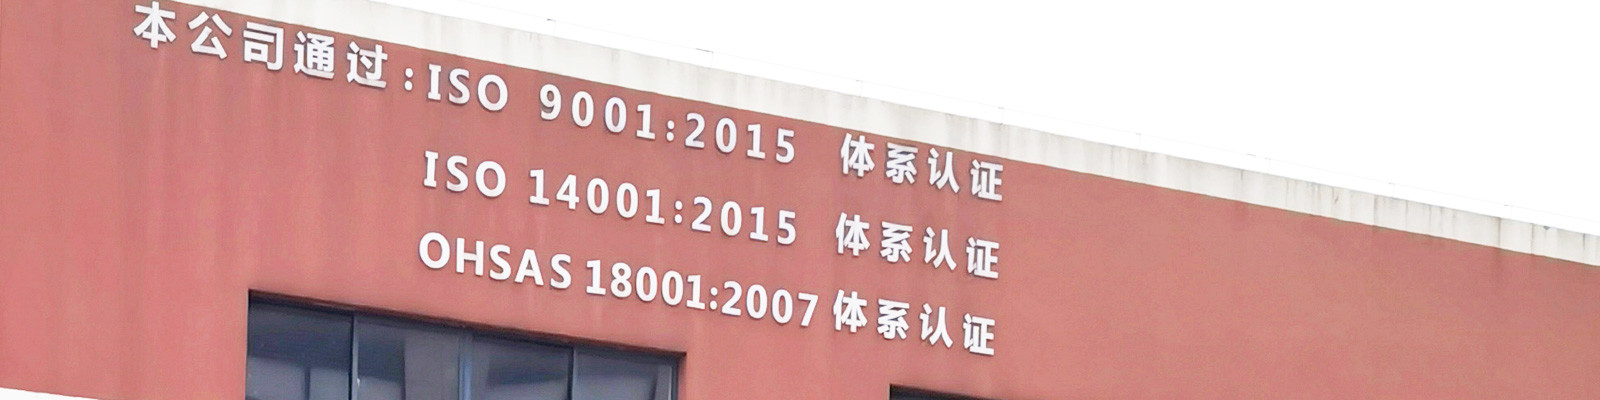 本公司通过:ISO 9001:2015 体系认证
ISO 14001:2015 体系认证
OHSAS 18001:2007 体系认证